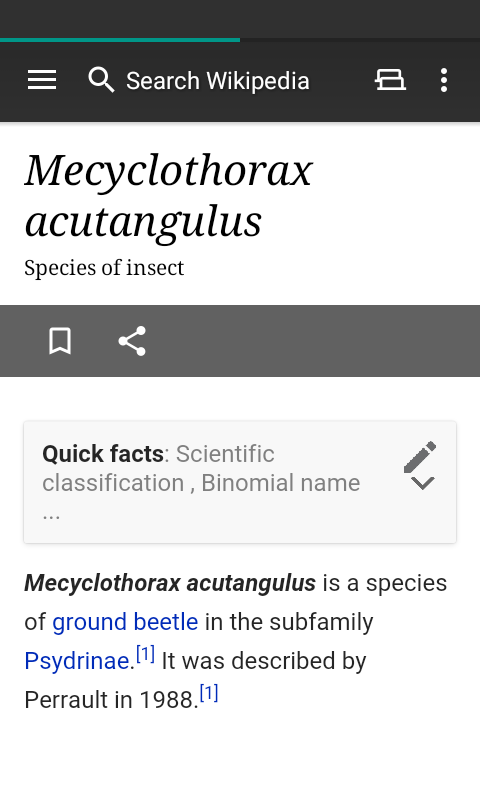 Search Wikipedia
Mecyclothorax
acutangulus
Species of insect
Quick facts: Scientific
classification , Binomial name
...
Mecyclothorax acutangulus is a species
of ground beetle in the subfamily
Psydrinae.[1] It was described by
Perrault in 1988.[1]